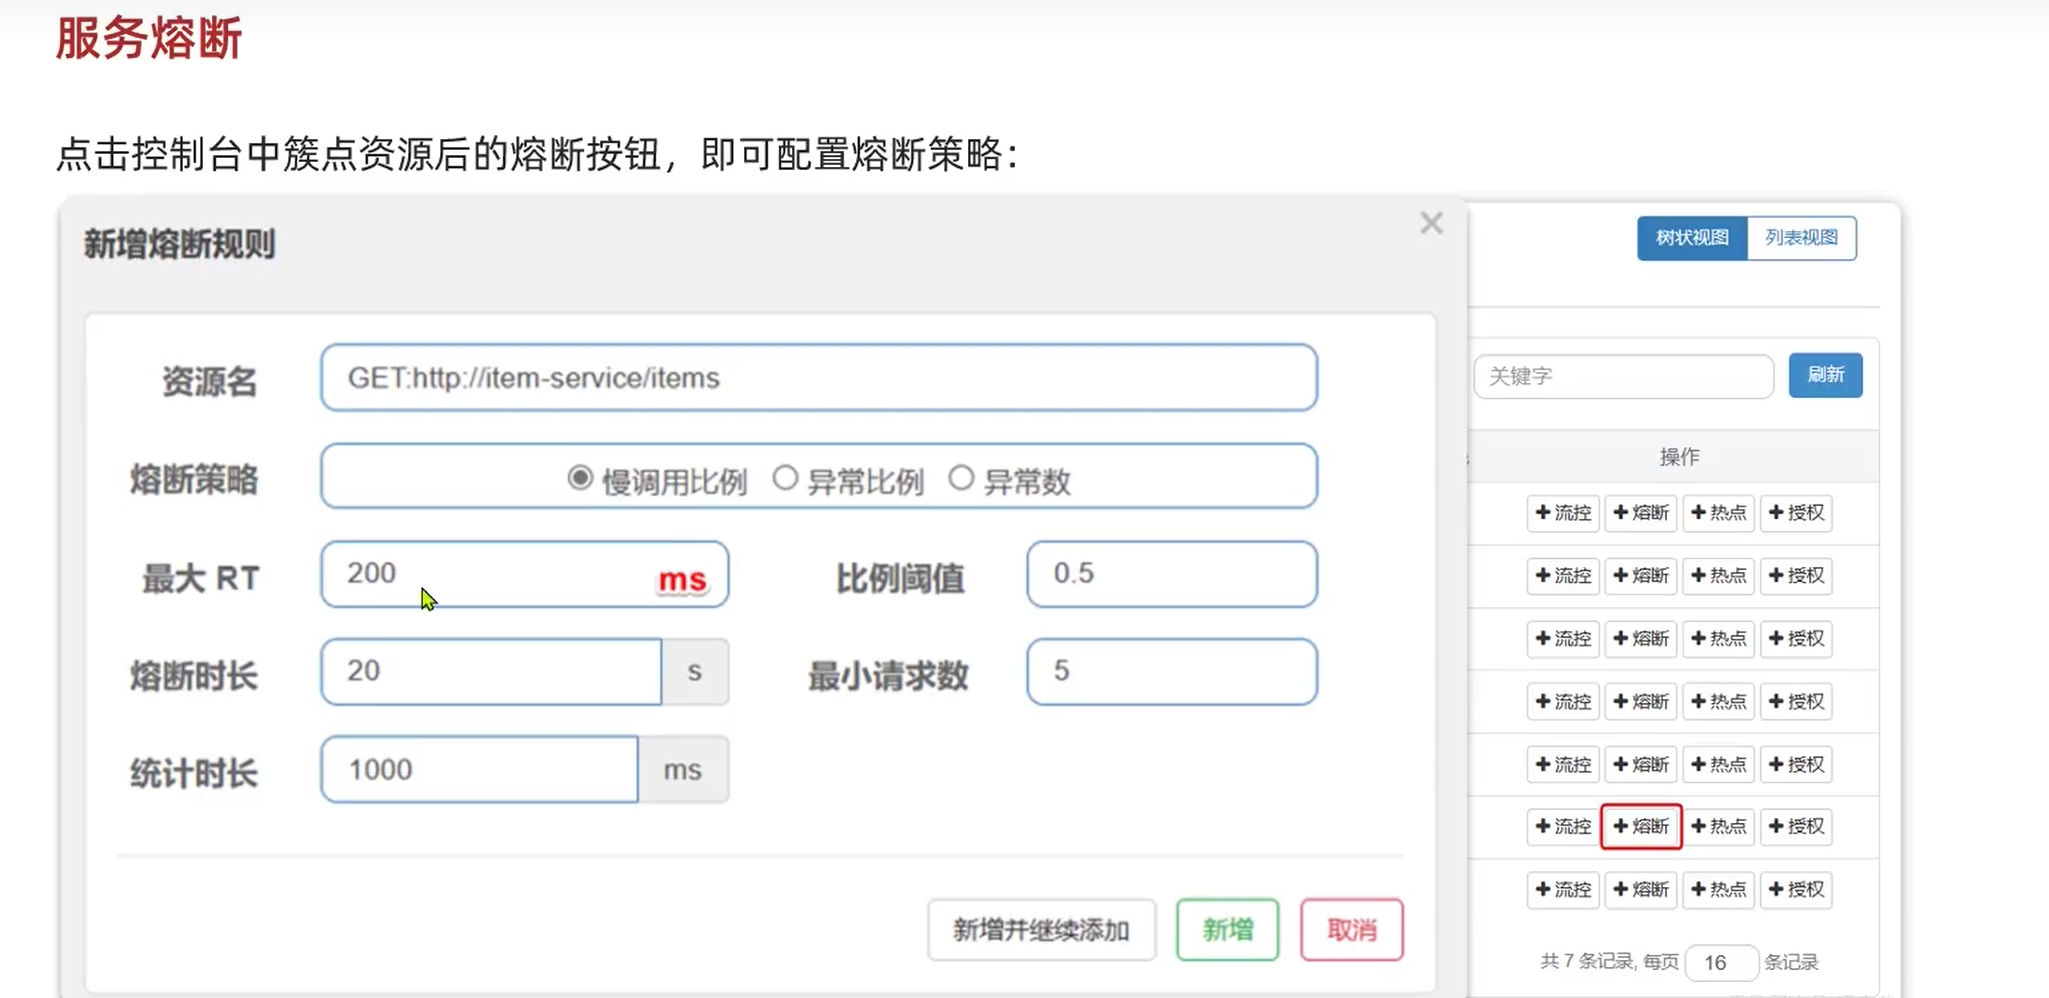 服务熔断
点击控制台中簇点资源后的熔断按钮，即可配置熔断策略：
新增熔断规则
资源名 GET:http://item-service/items
熔断策略 慢调用比例 异常比例 异常数
最大 RT 200 ms 比例阈值 0.5
熔断时长 20 s 最小请求数 5
统计时长 1000 ms
新增并继续添加 新增 取消
树状视图 列表视图
关键字 刷新
操作
+流控 +熔断 +热点 +授权
+流控 +熔断 +热点 +授权
+流控 +熔断 +热点 +授权
+流控 +熔断 +热点 +授权
+流控 +熔断 +热点 +授权
+流控 +熔断 +热点 +授权
+流控 +熔断 +热点 +授权
共 7 条记录, 每页 16 条记录